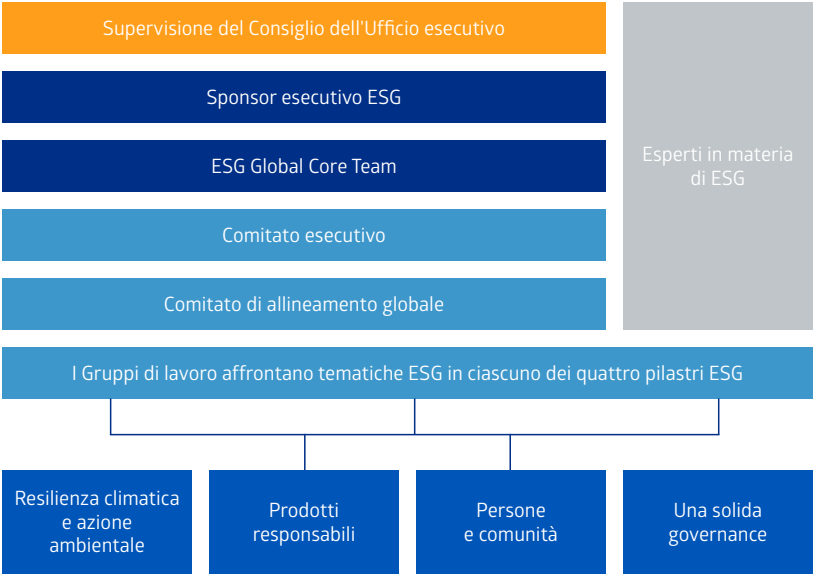 Supervisione del Consiglio dell'Ufficio esecutivo
Sponsor esecutivo ESG
ESG Global Core Team
Comitato esecutivo
Comitato di allineamento globale
Esperti in materia
di ESG
I Gruppi di lavoro affrontano tematiche ESG in ciascuno dei quattro pilastri ESG
Resilienza climatica
e azione
ambientale
Prodotti
responsabili
Persone
e comunità
Una solida
governance